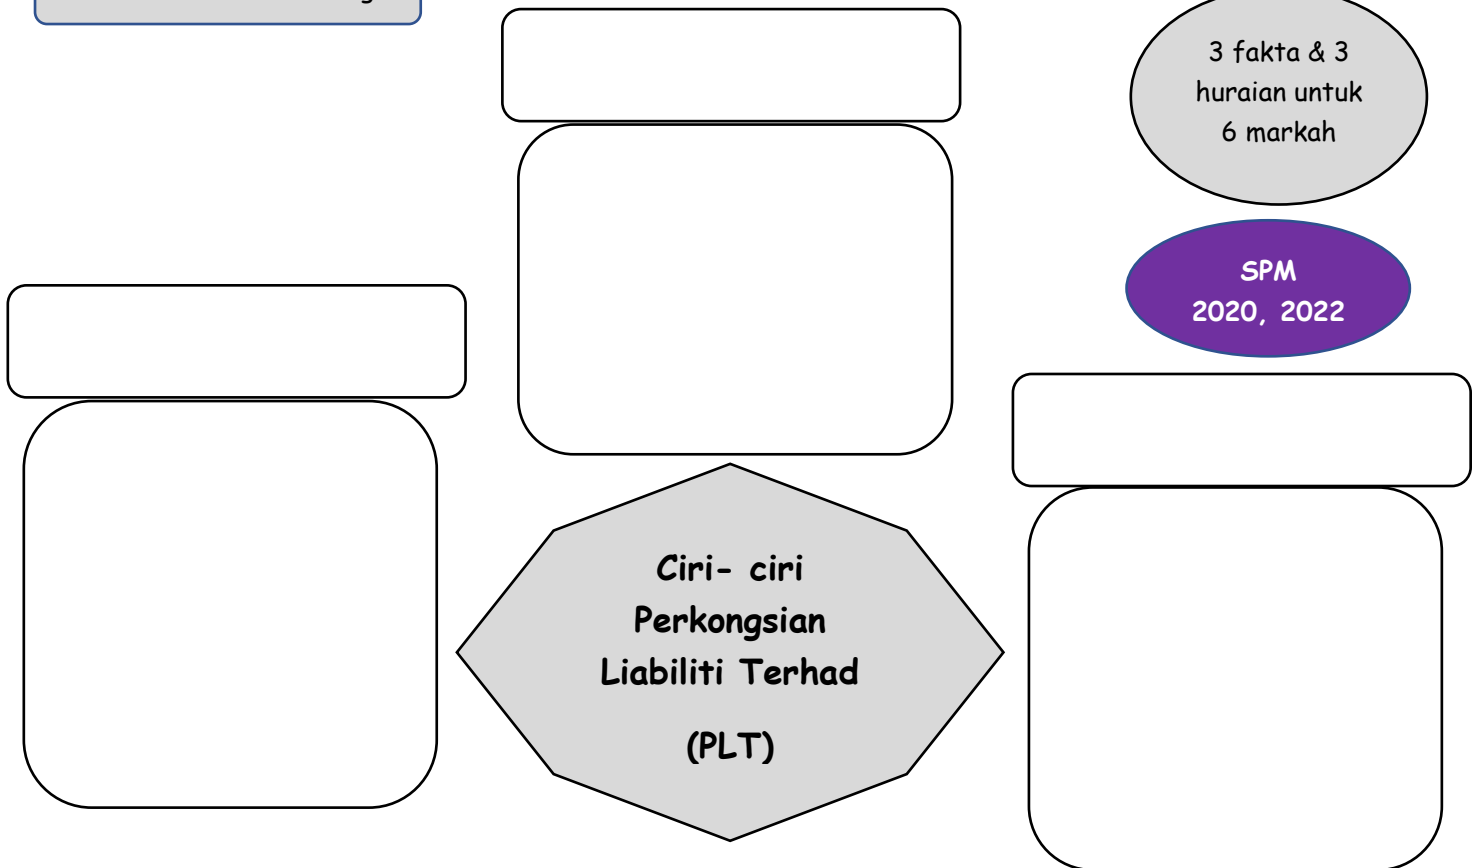 3 fakta & 3
huraian untuk
6 markah
SPM
2020, 2022
Ciri- ciri
Perkongsian
Liabiliti Terhad
(PLT)